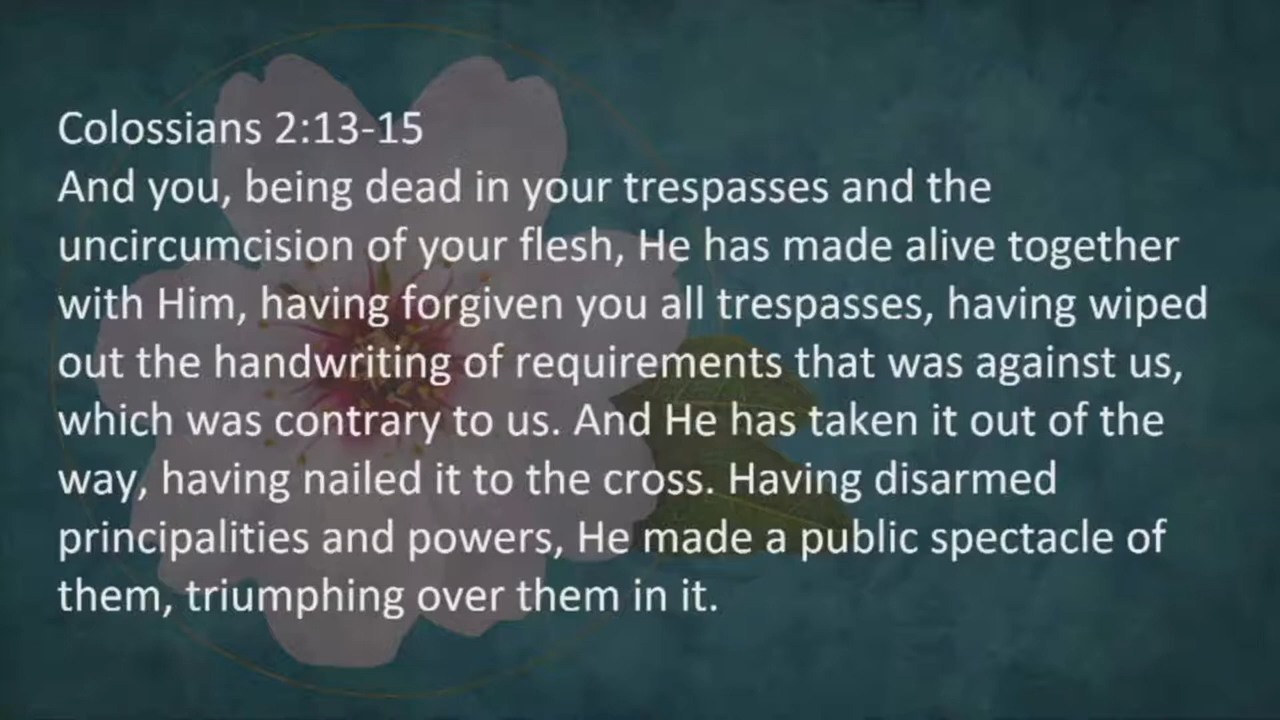 Colossians 2:13-15
And you, being dead in your trespasses and the
uncircumcision of your flesh, He has made alive together
with Him, having forgiven you all trespasses, having wiped
out the handwriting of requirements that was against us,
which was contrary to us. And He has taken it out of the
way, having nailed it to the cross. Having disarmed
principalities and powers, He made a public spectacle of
them, triumphing over them in it.